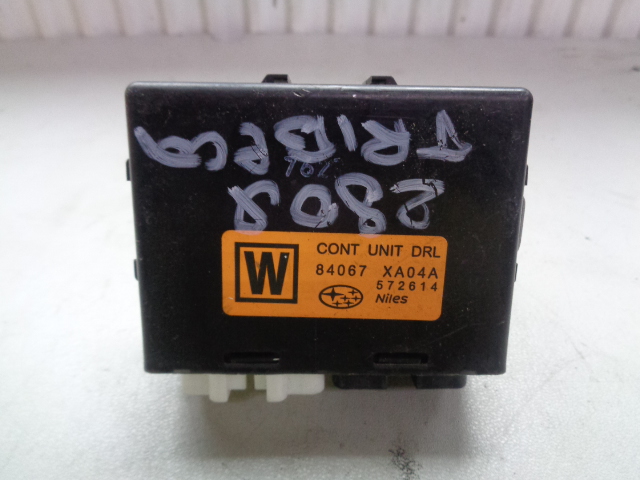 TRIBECA
CONT UNIT DRL
W
84067 XA04A
572614
Niles